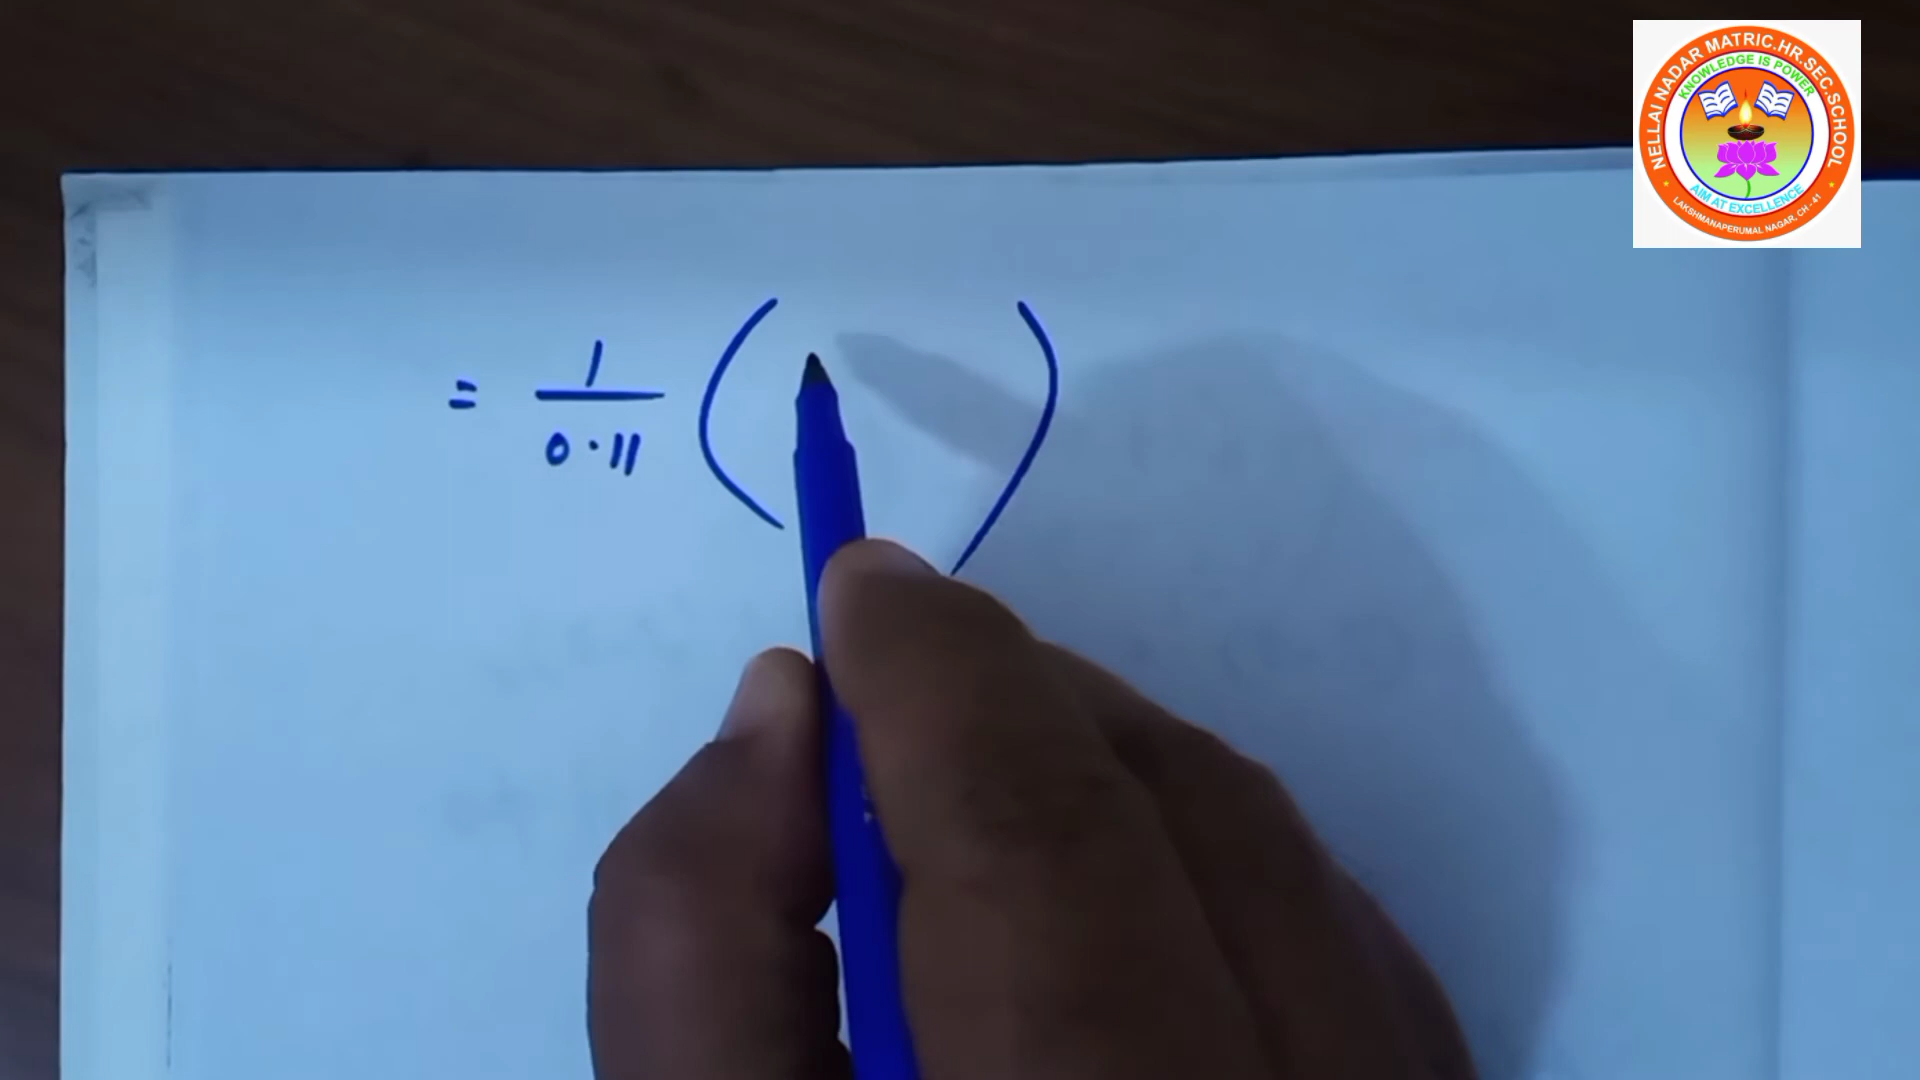 NELLAI NADAR MATRIC.HR.SEC.SCHOOL
KNOWLEDGE IS POWER
AIM AT EXCELLENCE
LAKSHMANAPERUMAL NAGAR, CH - 41
= 1/0.11 ( )